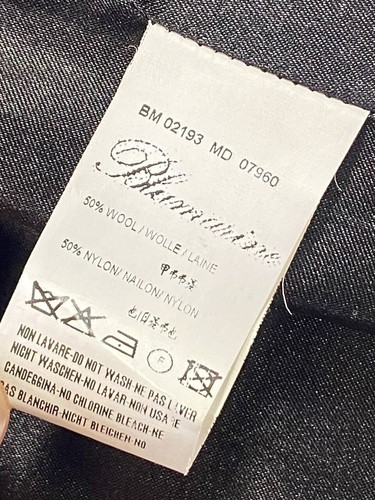 BM 02193 MD 07960
Blumarine
50% WOOL/WOLLE/LAINE
50% NYLON/NAILON/NYLON
F
NON LAVARE-DO NOT WASH-NE PAS LAVER
NICHT WASCHEN-NO LAVAR-NON USARE
CANDEGGINA-NO CHLORINE BLEACH-NE
PAS BLANCHIR-NICHT BLEICHEN-NO